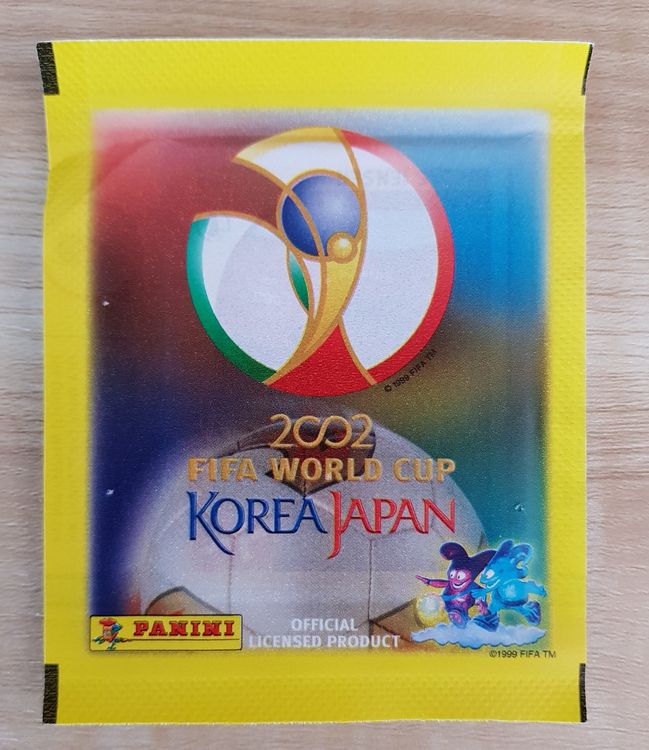 © 1999 FIFA TM
2002
FIFA WORLD CUP
KOREA JAPAN
PANINI
OFFICIAL
LICENSED PRODUCT
©1999 FIFA TM